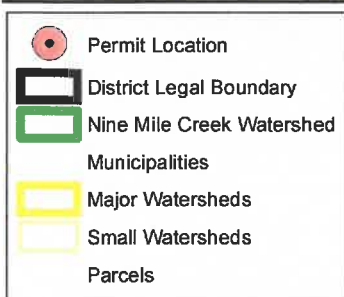 Permit Location
District Legal Boundary
Nine Mile Creek Watershed
Municipalities
Major Watersheds
Small Watersheds
Parcels